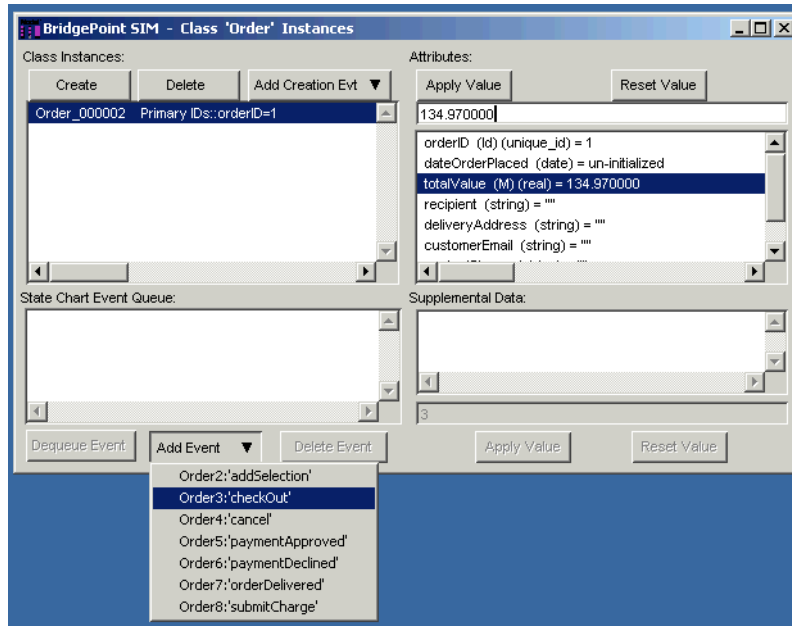 BridgePoint SIM - Class 'Order' Instances
Class Instances:
Attributes:
Create Delete Add Creation Evt
Apply Value Reset Value
Order_000002 Primary IDs::orderID=1
134.970000
orderID (Id) (unique_id) = 1
dateOrderPlaced (date) = un-initialized
totalValue (M) (real) = 134.970000
recipient (string) = ""
deliveryAddress (string) = ""
customerEmail (string) = ""
State Chart Event Queue:
Supplemental Data:
3
Dequeue Event Add Event Delete Event Apply Value Reset Value
Order2:'addSelection'
Order3:'checkOut'
Order4:'cancel'
Order5:'paymentApproved'
Order6:'paymentDeclined'
Order7:'orderDelivered'
Order8:'submitCharge'